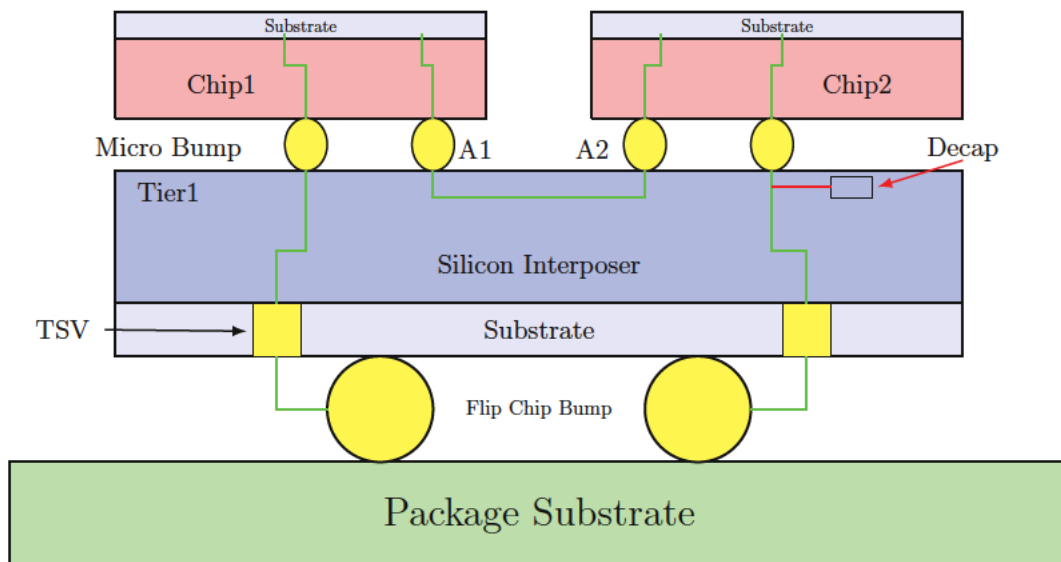 Substrate
Substrate
Chip1
Chip2
Micro Bump
A1
A2
Decap
Tier1
Silicon Interposer
TSV
Substrate
Flip Chip Bump
Package Substrate